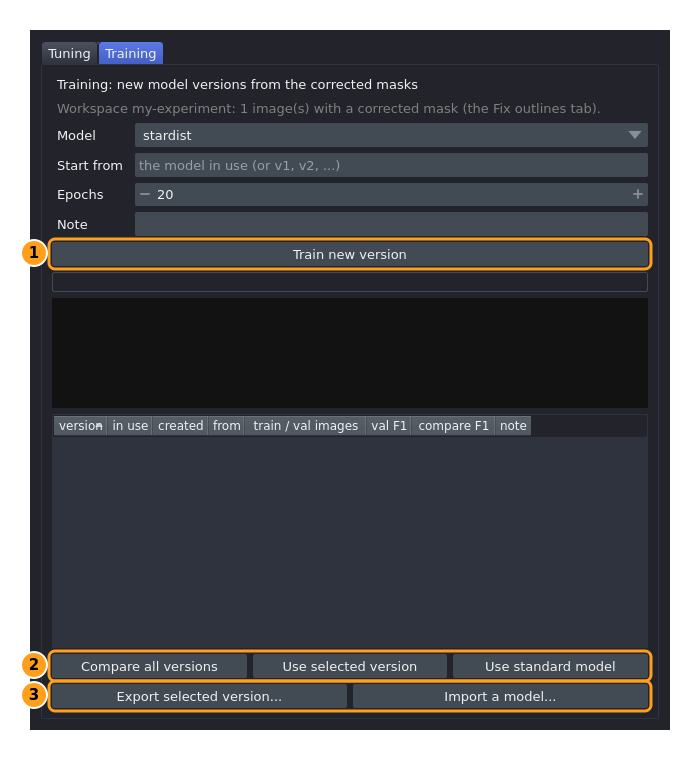 Tuning Training
Training: new model versions from the corrected masks
Workspace my-experiment: 1 image(s) with a corrected mask (the Fix outlines tab).
Model stardist
Start from the model in use (or v1, v2, ...)
Epochs − 20 +
Note
1 Train new version
version in use created from train / val images val F1 compare F1 note
2 Compare all versions Use selected version Use standard model
3 Export selected version... Import a model...